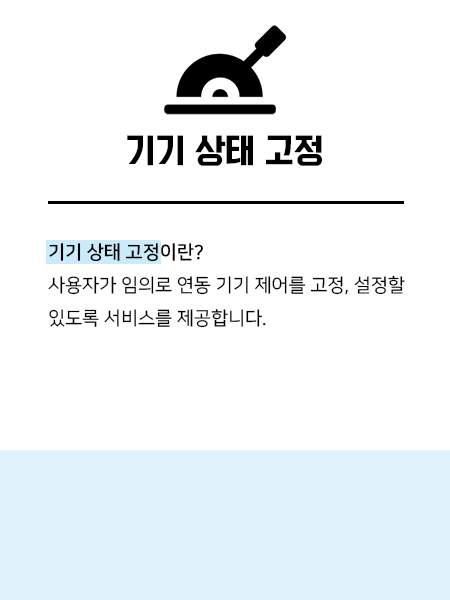 기기 상태 고정
기기 상태 고정이란?
사용자가 임의로 연동 기기 제어를 고정, 설정할
있도록 서비스를 제공합니다.